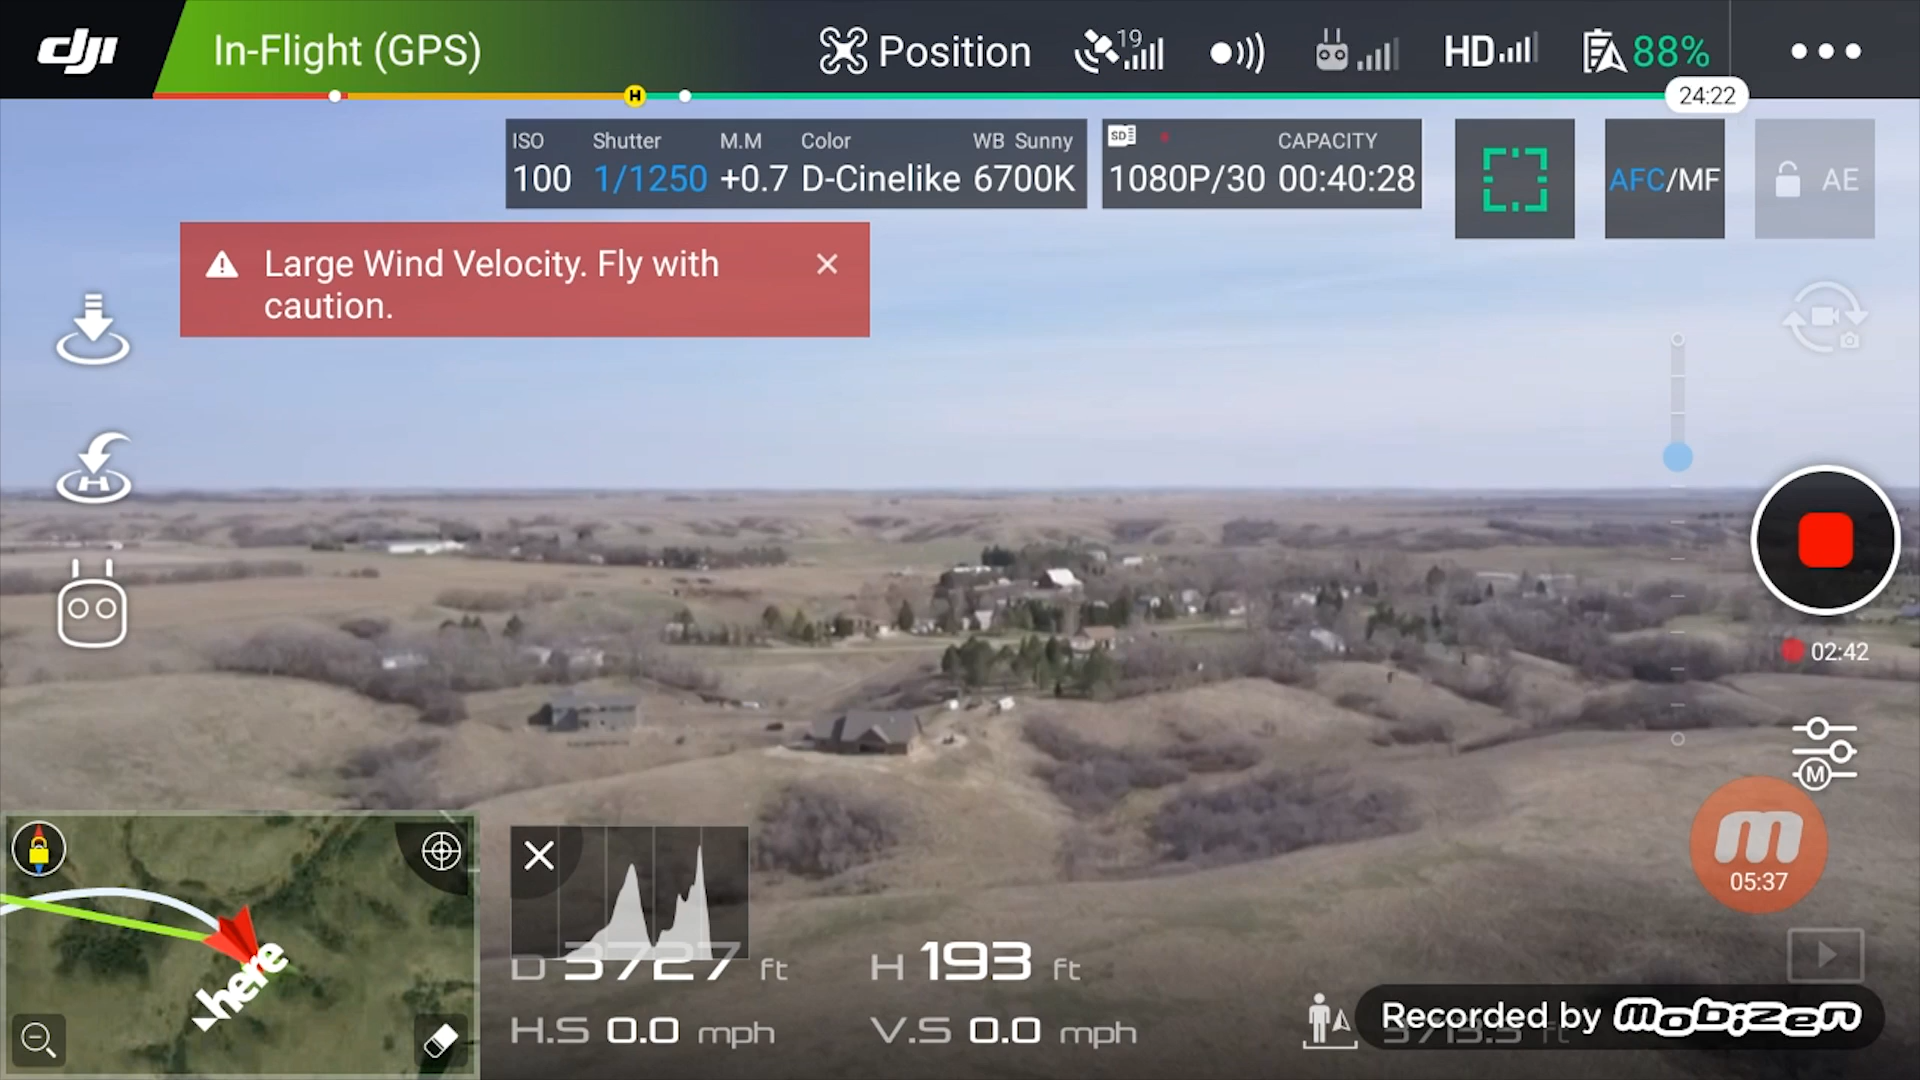 dji In-Flight (GPS) Position 19 HD 88%
H 24:22
ISO Shutter M.M Color WB Sunny SD CAPACITY
100 1/1250 +0.7 D-Cinelike 6700K 1080P/30 00:40:28 AFC/MF AE
Large Wind Velocity. Fly with
caution.
H
02:42
M
m
05:37
here
D 3727 ft H 193 ft
H.S 0.0 mph V.S 0.0 mph
Recorded by mobizen